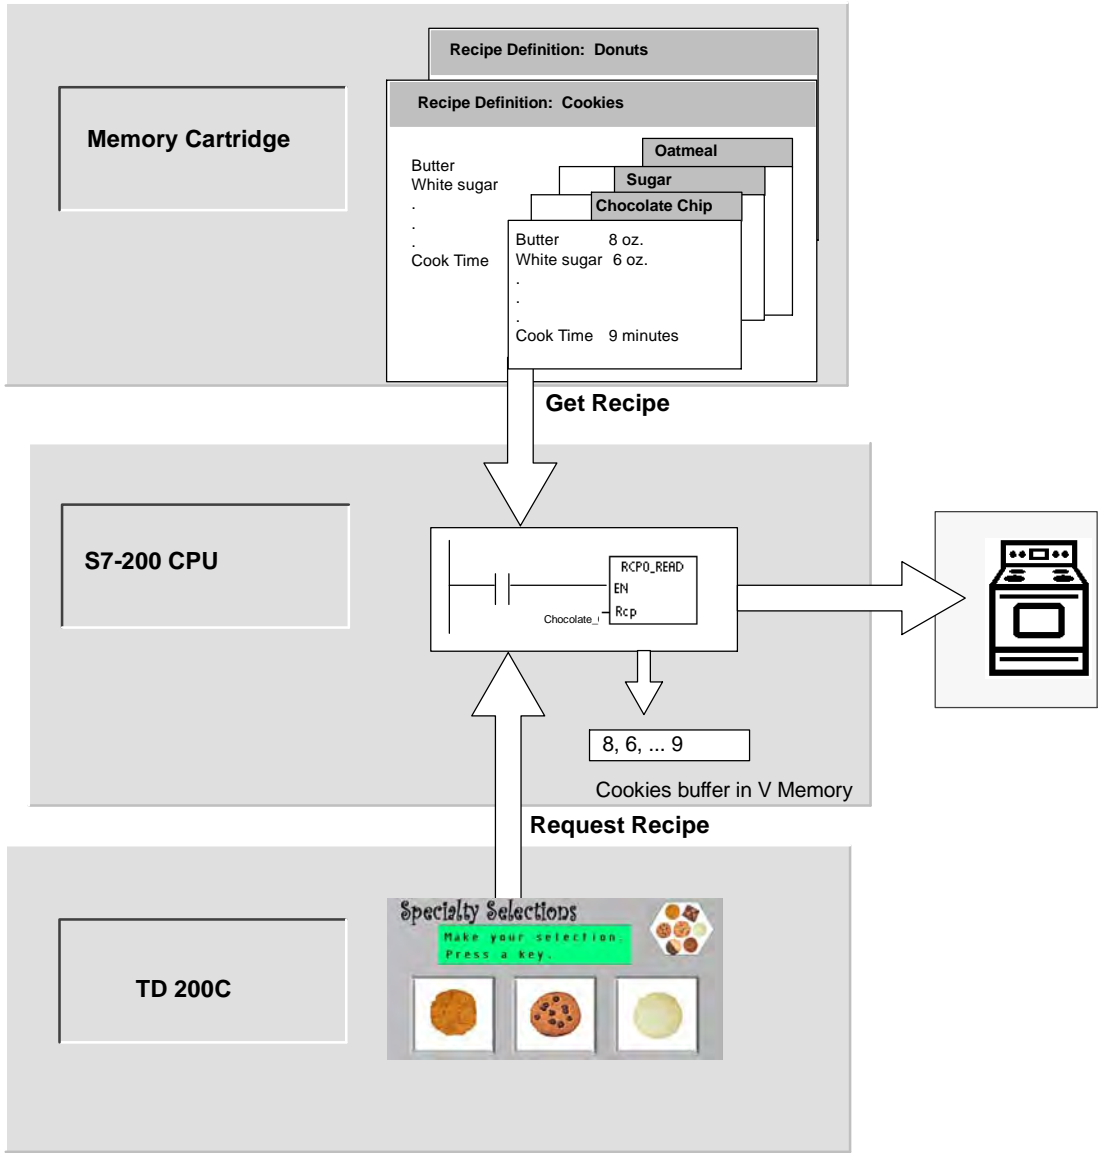 Recipe Definition: Donuts
Recipe Definition: Cookies
Memory Cartridge
Oatmeal
Sugar
Chocolate Chip
Butter
White sugar
.
.
.
Cook Time
Butter 8 oz.
White sugar 6 oz.
.
.
.
Cook Time 9 minutes
Get Recipe
S7-200 CPU
RCP0_READ
EN
Chocolate_
Rcp
8, 6, ... 9
Cookies buffer in V Memory
Request Recipe
Specialty Selections
Make your selection.
Press a key.
TD 200C